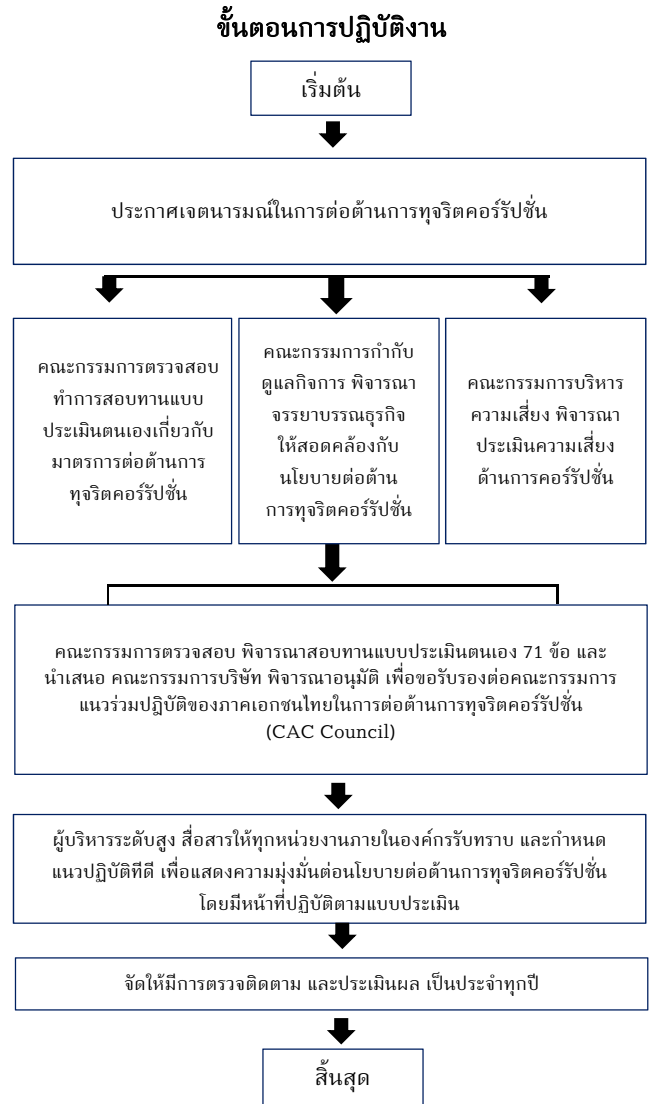 ขั้นตอนการปฏิบัติงาน
เริ่มต้น
ประกาศเจตนารมณ์ในการต่อต้านการทุจริตคอร์รัปชั่น
คณะกรรมการตรวจสอบ
ทำการสอบทานแบบ
ประเมินตนเองเกี่ยวกับ
มาตรการต่อต้านการ
ทุจริตคอร์รัปชั่น
คณะกรรมการกำกับ
ดูแลกิจการ พิจารณา
จรรยาบรรณธุรกิจ
ให้สอดคล้องกับ
นโยบายต่อต้าน
การทุจริตคอร์รัปชั่น
คณะกรรมการบริหาร
ความเสี่ยง พิจารณา
ประเมินความเสี่ยง
ด้านการคอร์รัปชั่น
คณะกรรมการตรวจสอบ พิจารณาสอบทานแบบประเมินตนเอง 71 ข้อ และ
นำเสนอ คณะกรรมการบริษัท พิจารณาอนุมัติ เพื่อขอรับรองต่อคณะกรรมการ
แนวร่วมปฏิบัติของภาคเอกชนไทยในการต่อต้านการทุจริตคอร์รัปชั่น
(CAC Council)
ผู้บริหารระดับสูง สื่อสารให้ทุกหน่วยงานภายในองค์กรรับทราบ และกำหนด
แนวปฏิบัติทีดี เพื่อแสดงความมุ่งมั่นต่อนโยบายต่อต้านการทุจริตคอร์รัปชั่น
โดยมีหน้าที่ปฏิบัติตามแบบประเมิน
จัดให้มีการตรวจติดตาม และประเมินผล เป็นประจำทุกปี
สิ้นสุด